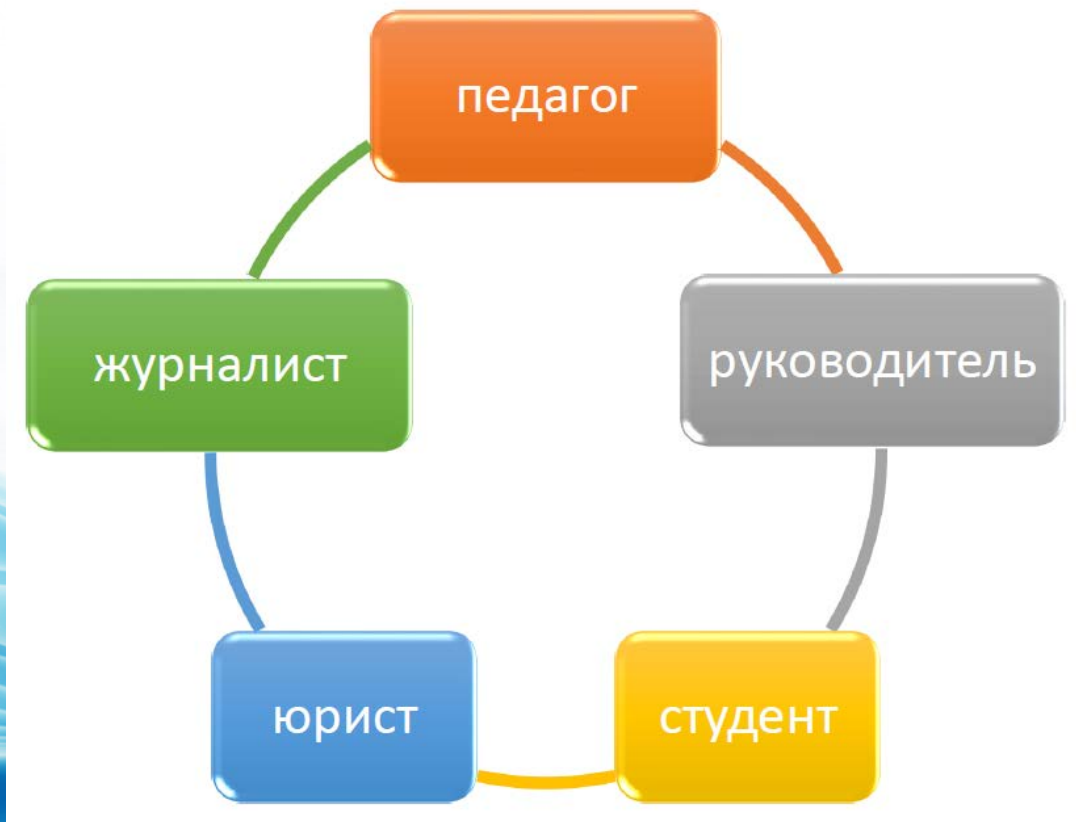 педагог
руководитель
студент
юрист
журналист